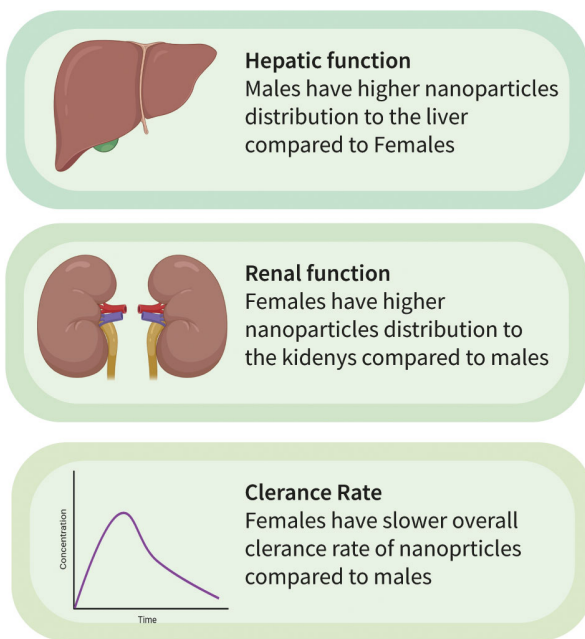 Hepatic function
Males have higher nanoparticles
distribution to the liver
compared to Females
Renal function
Females have higher
nanoparticles distribution to
the kidenys compared to males
Concentration
Time
Clerance Rate
Females have slower overall
clerance rate of nanoprticles
compared to males